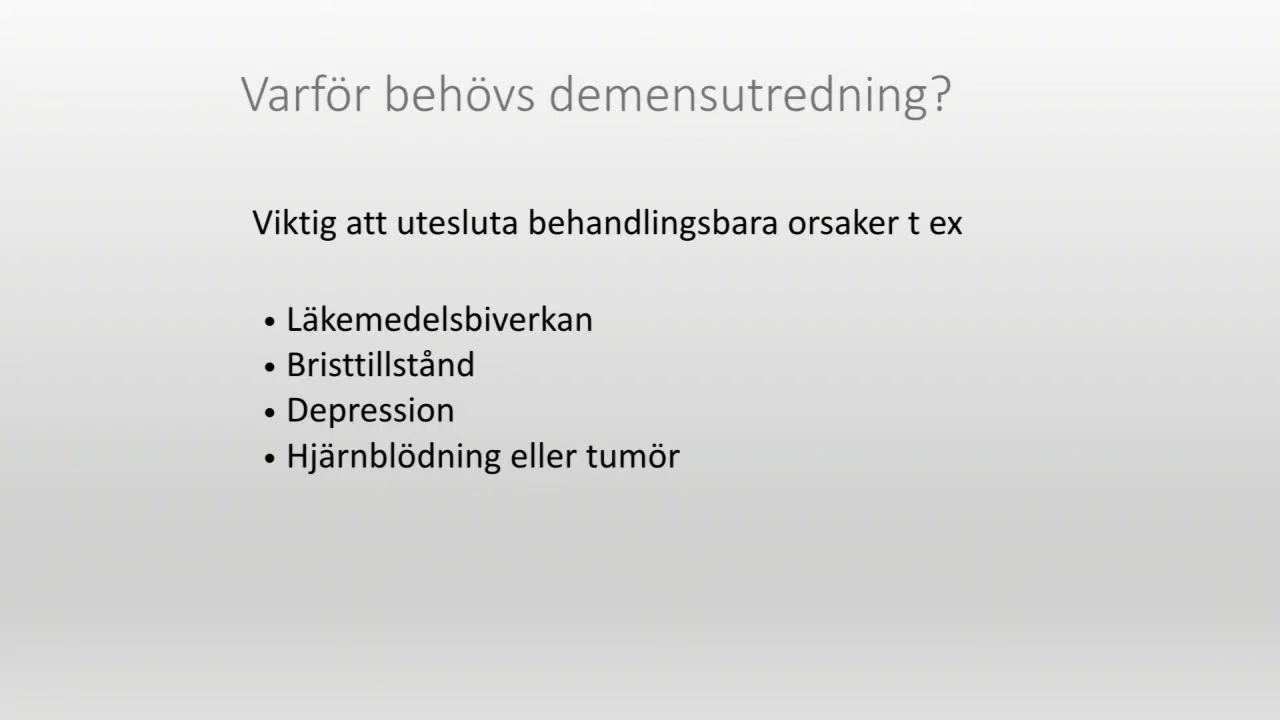 Varför behövs demensutredning?
Viktig att utesluta behandlingsbara orsaker t ex
• Läkemedelsbiverkan
• Bristtillstånd
• Depression
• Hjärnblödning eller tumör